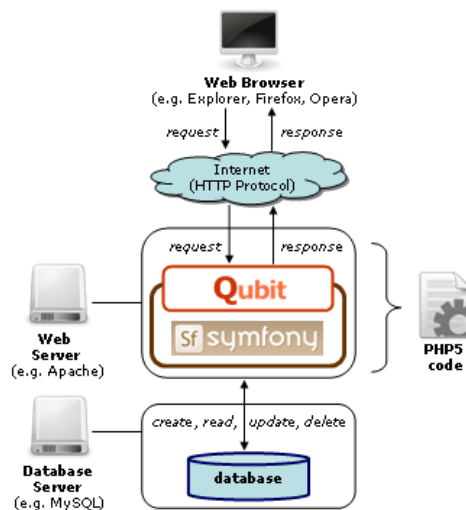 Web Browser
(e.g. Explorer, Firefox, Opera)
request response
Internet
(HTTP Protocol)
request response
Qubit
Sf symfony
Web
Server
(e.g. Apache)
PHP5
code
create, read, update, delete
database
Database
Server
(e.g. MySQL)